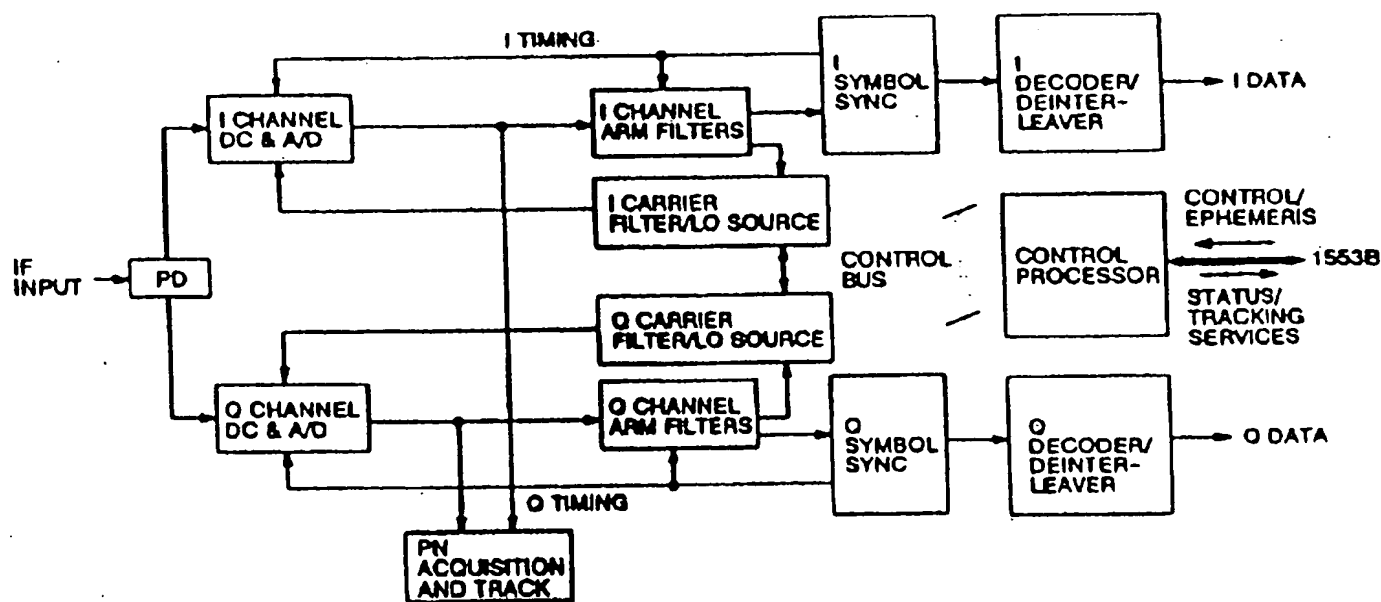 I TIMING
I CHANNEL
DC & A/D
I CHANNEL
ARM FILTERS
I
SYMBOL
SYNC
I
DECODER/
DEINTER-
LEAVER
I DATA
I CARRIER
FILTER/LO SOURCE
IF
INPUT
PD
CONTROL
BUS
CONTROL
PROCESSOR
CONTROL/
EPHEMERIS
1553B
STATUS/
TRACKING
SERVICES
Q CARRIER
FILTER/LO SOURCE
Q CHANNEL
DC & A/D
Q CHANNEL
ARM FILTERS
Q
SYMBOL
SYNC
Q
DECODER/
DEINTER-
LEAVER
Q DATA
Q TIMING
PN
ACQUISITION
AND TRACK